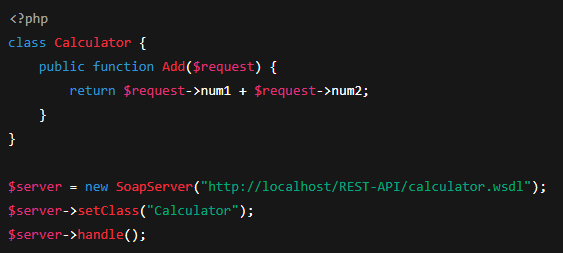 <?php
class Calculator {
    public function Add($request) {
        return $request->num1 + $request->num2;
    }
}

$server = new SoapServer("http://localhost/REST-API/calculator.wsdl");
$server->setClass("Calculator");
$server->handle();